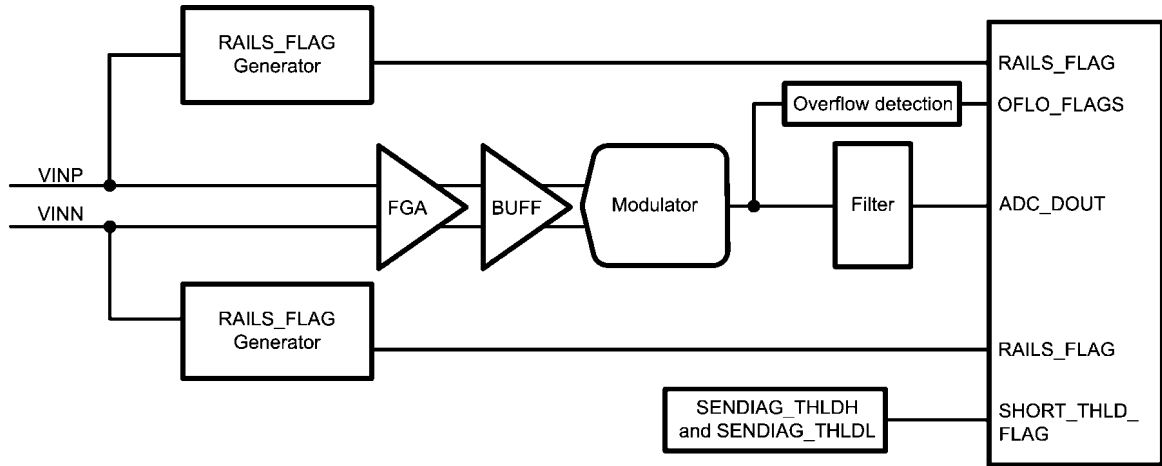 RAILS_FLAG
Generator
RAILS_FLAG
Overflow detection
OFLO_FLAGS
VINP
VINN
FGA
BUFF
Modulator
Filter
ADC_DOUT
RAILS_FLAG
Generator
RAILS_FLAG
SENDIAG_THLDH
and SENDIAG_THLDL
SHORT_THLD_
FLAG